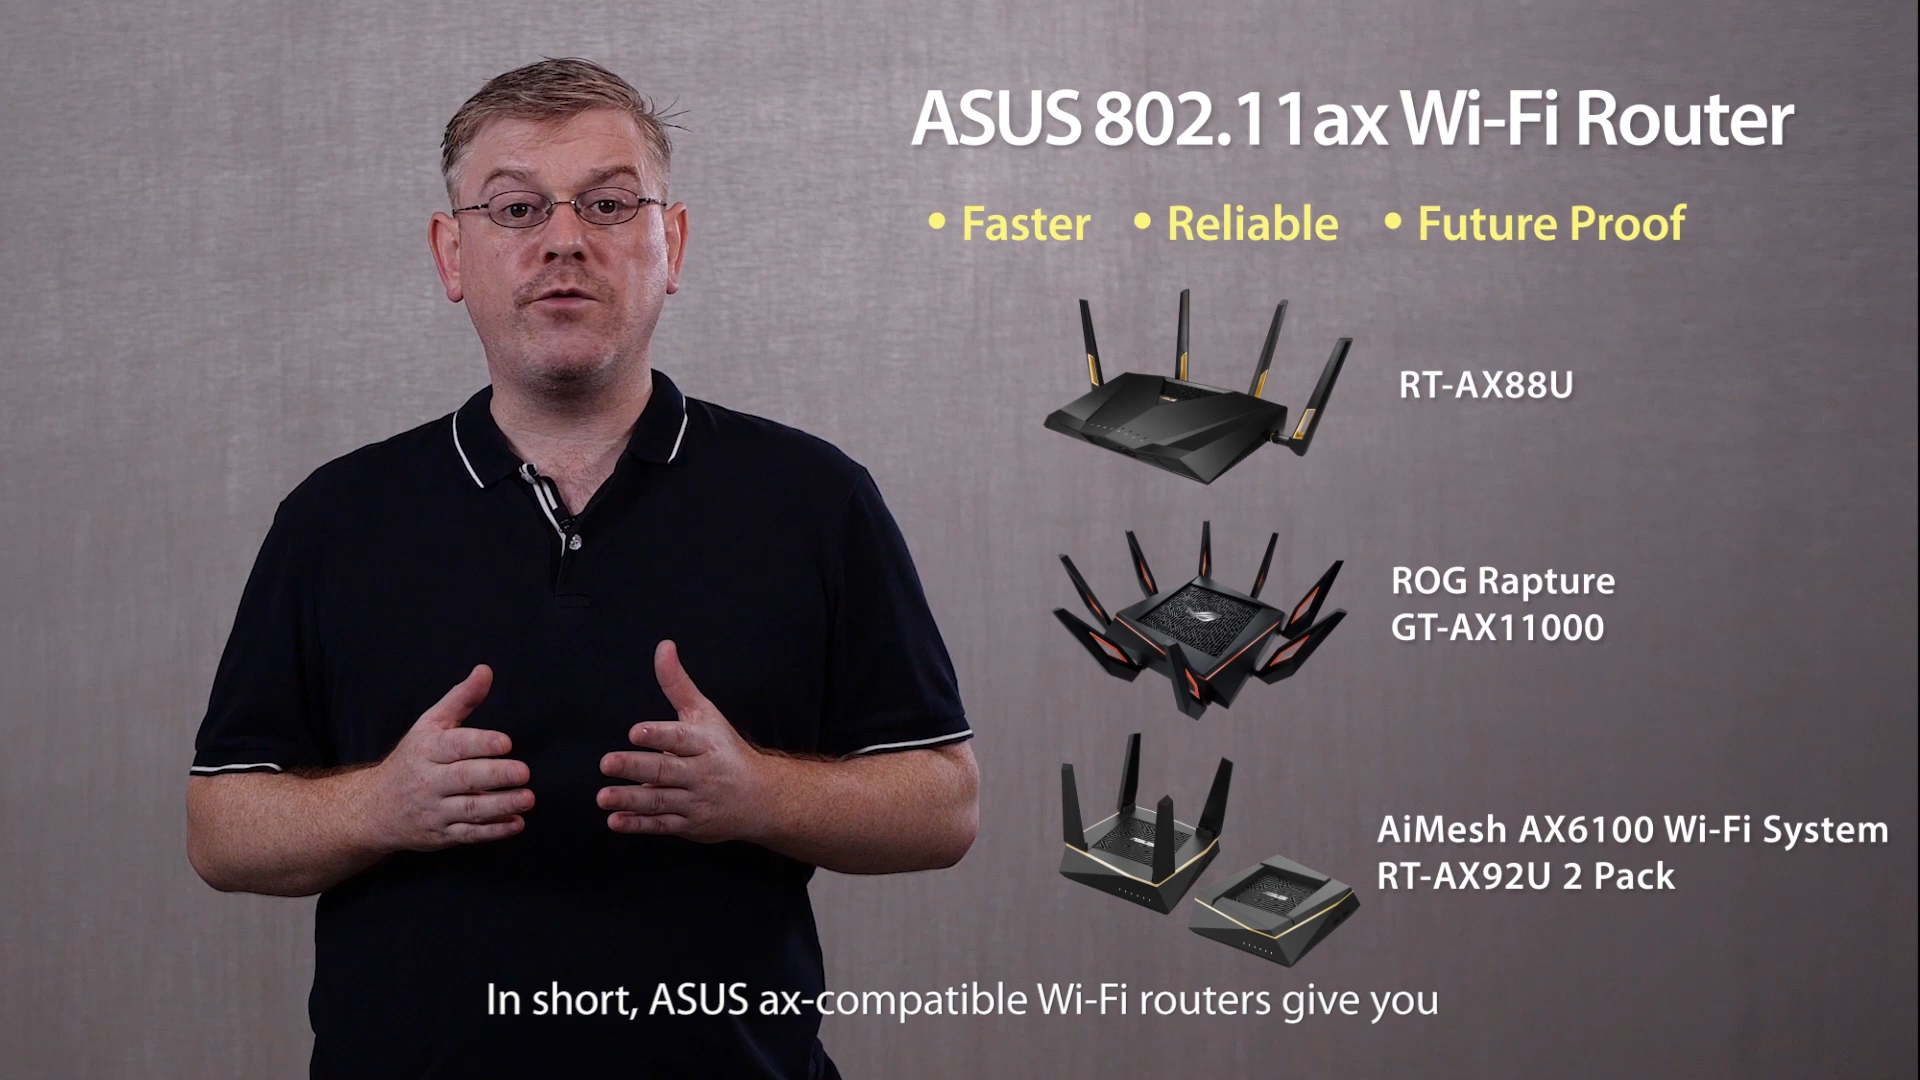 ASUS 802.11ax Wi-Fi Router
• Faster • Reliable • Future Proof
RT-AX88U
ROG Rapture
GT-AX11000
AiMesh AX6100 Wi-Fi System
RT-AX92U 2 Pack
In short, ASUS ax-compatible Wi-Fi routers give you